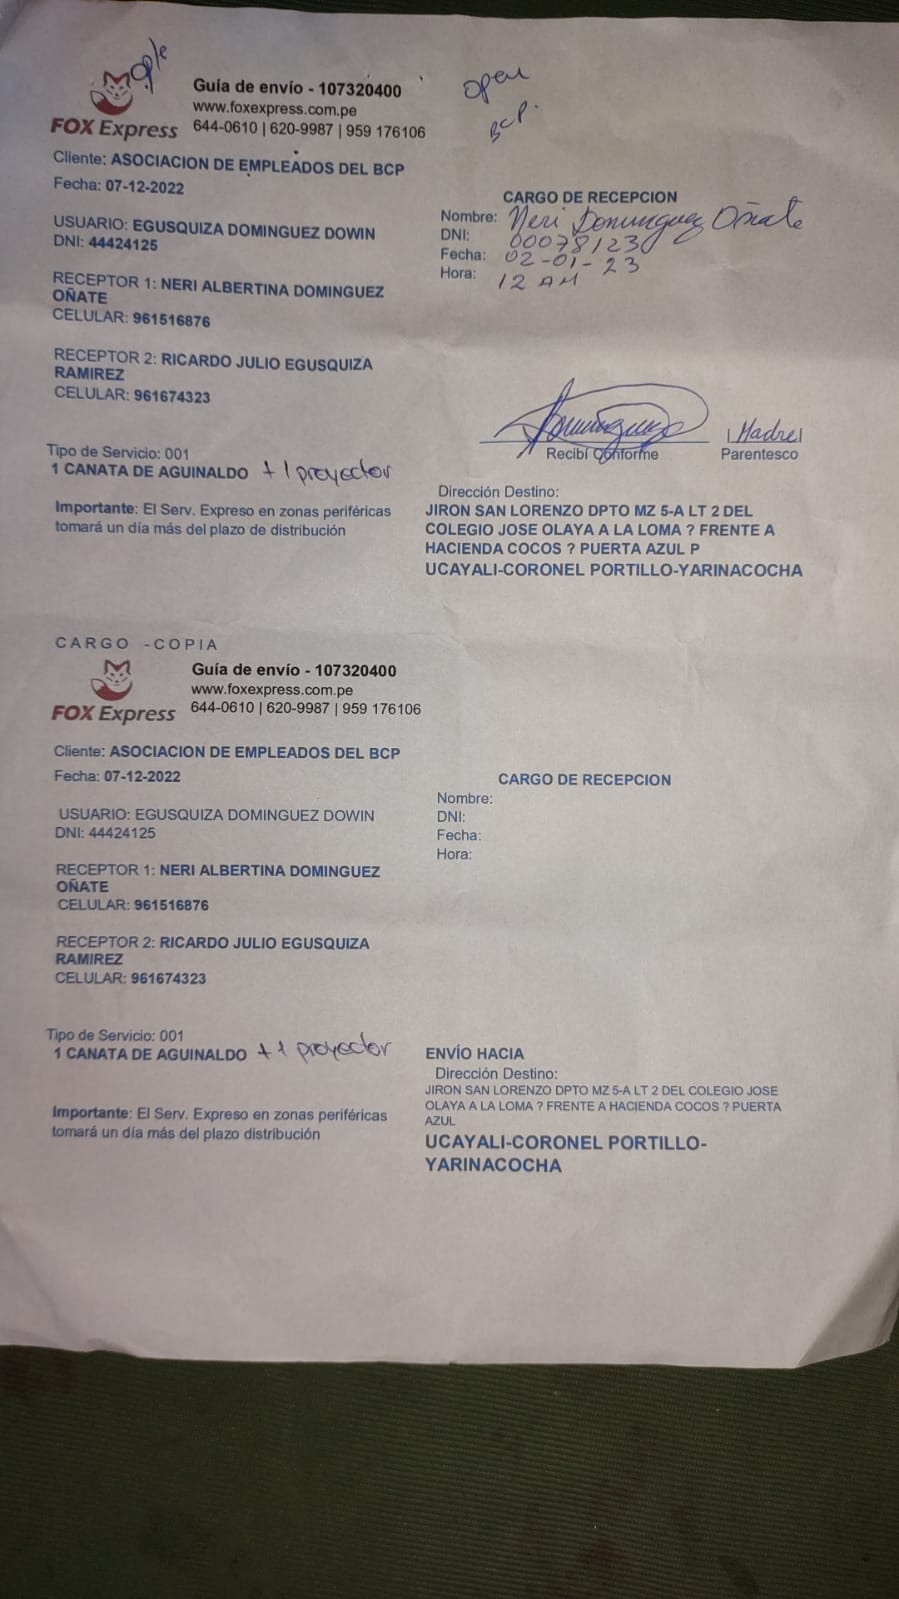 ople
Guía de envío - 107320400
www.foxexpress.com.pe
FOX Express 644-0610 | 620-9987 | 959 176106
open
BCP.
Cliente: ASOCIACION DE EMPLEADOS DEL BCP
Fecha: 07-12-2022
USUARIO: EGUSQUIZA DOMINGUEZ DOWIN
DNI: 44424125
RECEPTOR 1: NERI ALBERTINA DOMINGUEZ
OÑATE
CELULAR: 961516876
RECEPTOR 2: RICARDO JULIO EGUSQUIZA
RAMIREZ
CELULAR: 961674323
CARGO DE RECEPCION
Nombre: Neri Dominguez Oñate
DNI: 00078123
Fecha: 02-01-23
Hora: 12 AM
Dominguez
Madre
Recibí Conforme Parentesco
Tipo de Servicio: 001
1 CANATA DE AGUINALDO + 1 proyector
Importante: El Serv. Expreso en zonas periféricas
tomará un día más del plazo de distribución
Dirección Destino:
JIRON SAN LORENZO DPTO MZ 5-A LT 2 DEL
COLEGIO JOSE OLAYA A LA LOMA ? FRENTE A
HACIENDA COCOS ? PUERTA AZUL P
UCAYALI-CORONEL PORTILLO-YARINACOCHA
CARGO -COPIA
Guía de envío - 107320400
www.foxexpress.com.pe
FOX Express 644-0610 | 620-9987 | 959 176106
Cliente: ASOCIACION DE EMPLEADOS DEL BCP
Fecha: 07-12-2022
USUARIO: EGUSQUIZA DOMINGUEZ DOWIN
DNI: 44424125
RECEPTOR 1: NERI ALBERTINA DOMINGUEZ
OÑATE
CELULAR: 961516876
RECEPTOR 2: RICARDO JULIO EGUSQUIZA
RAMIREZ
CELULAR: 961674323
CARGO DE RECEPCION
Nombre:
DNI:
Fecha:
Hora:
Tipo de Servicio: 001
1 CANATA DE AGUINALDO + 1 proyector
Importante: El Serv. Expreso en zonas periféricas
tomará un día más del plazo distribución
ENVÍO HACIA
Dirección Destino:
JIRON SAN LORENZO DPTO MZ 5-A LT 2 DEL COLEGIO JOSE
OLAYA A LA LOMA ? FRENTE A HACIENDA COCOS ? PUERTA
AZUL
UCAYALI-CORONEL PORTILLO-
YARINACOCHA